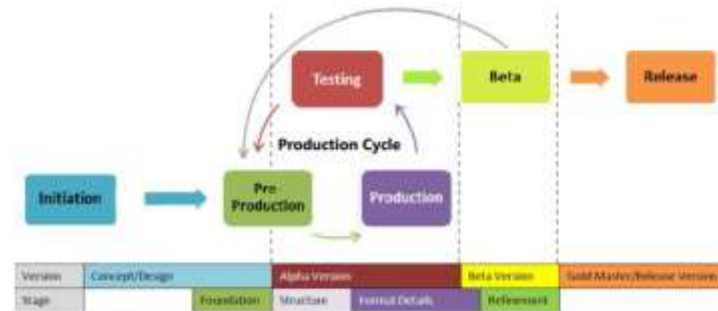 Testing
Beta
Release
Production Cycle
Initiation
Pre
Production
Production
Version
Concept/Design
Alpha Version
Beta Version
Gold Master/Release Version
Stage
Foundation
Structure
Formal Details
Refinement